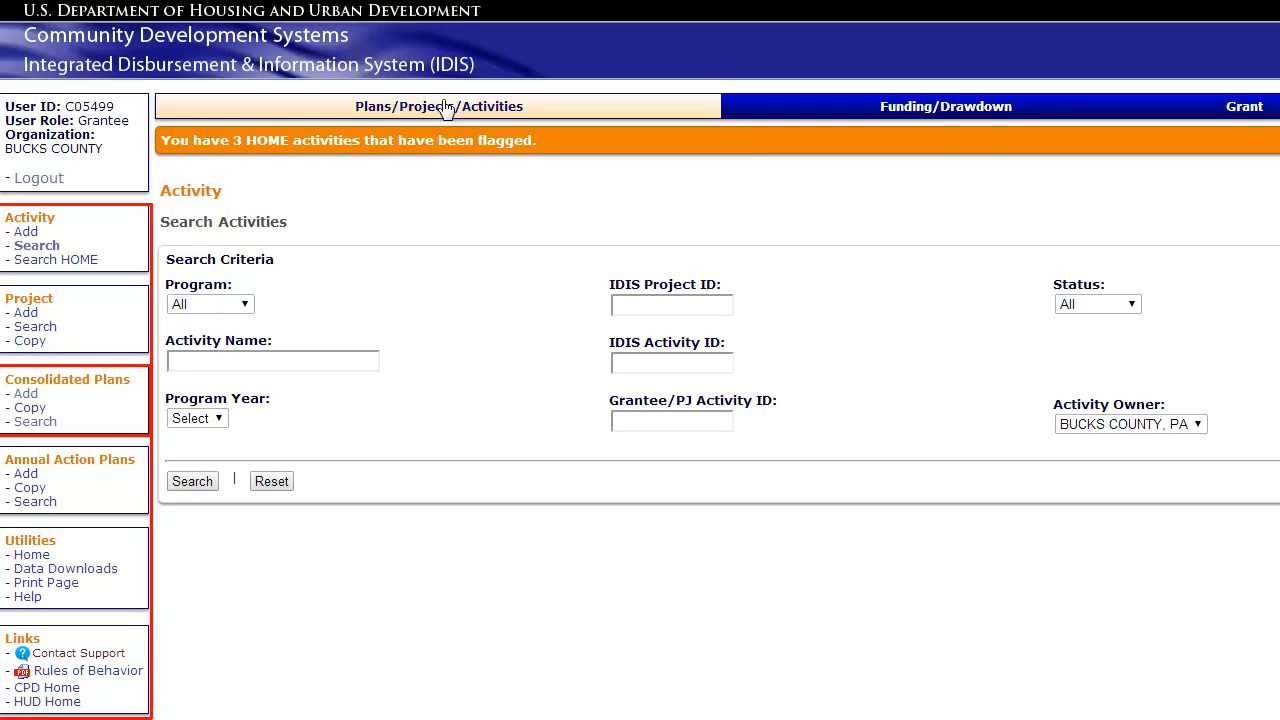 U.S. Department of Housing and Urban Development
Community Development Systems
Integrated Disbursement & Information System (IDIS)
User ID: C05499
User Role: Grantee
Organization:
BUCKS COUNTY
- Logout
Plans/Projects/Activities
Funding/Drawdown
Grant
You have 3 HOME activities that have been flagged.
Activity
- Add
- Search
- Search HOME
Project
- Add
- Search
- Copy
Consolidated Plans
- Add
- Copy
- Search
Annual Action Plans
- Add
- Copy
- Search
Utilities
- Home
- Data Downloads
- Print Page
- Help
Links
- ? Contact Support
- PDF Rules of Behavior
- CPD Home
- HUD Home
Activity
Search Activities
Search Criteria
Program:
All
IDIS Project ID:
Status:
All
Activity Name:
IDIS Activity ID:
Program Year:
Select
Grantee/PJ Activity ID:
Activity Owner:
BUCKS COUNTY, PA
Search | Reset